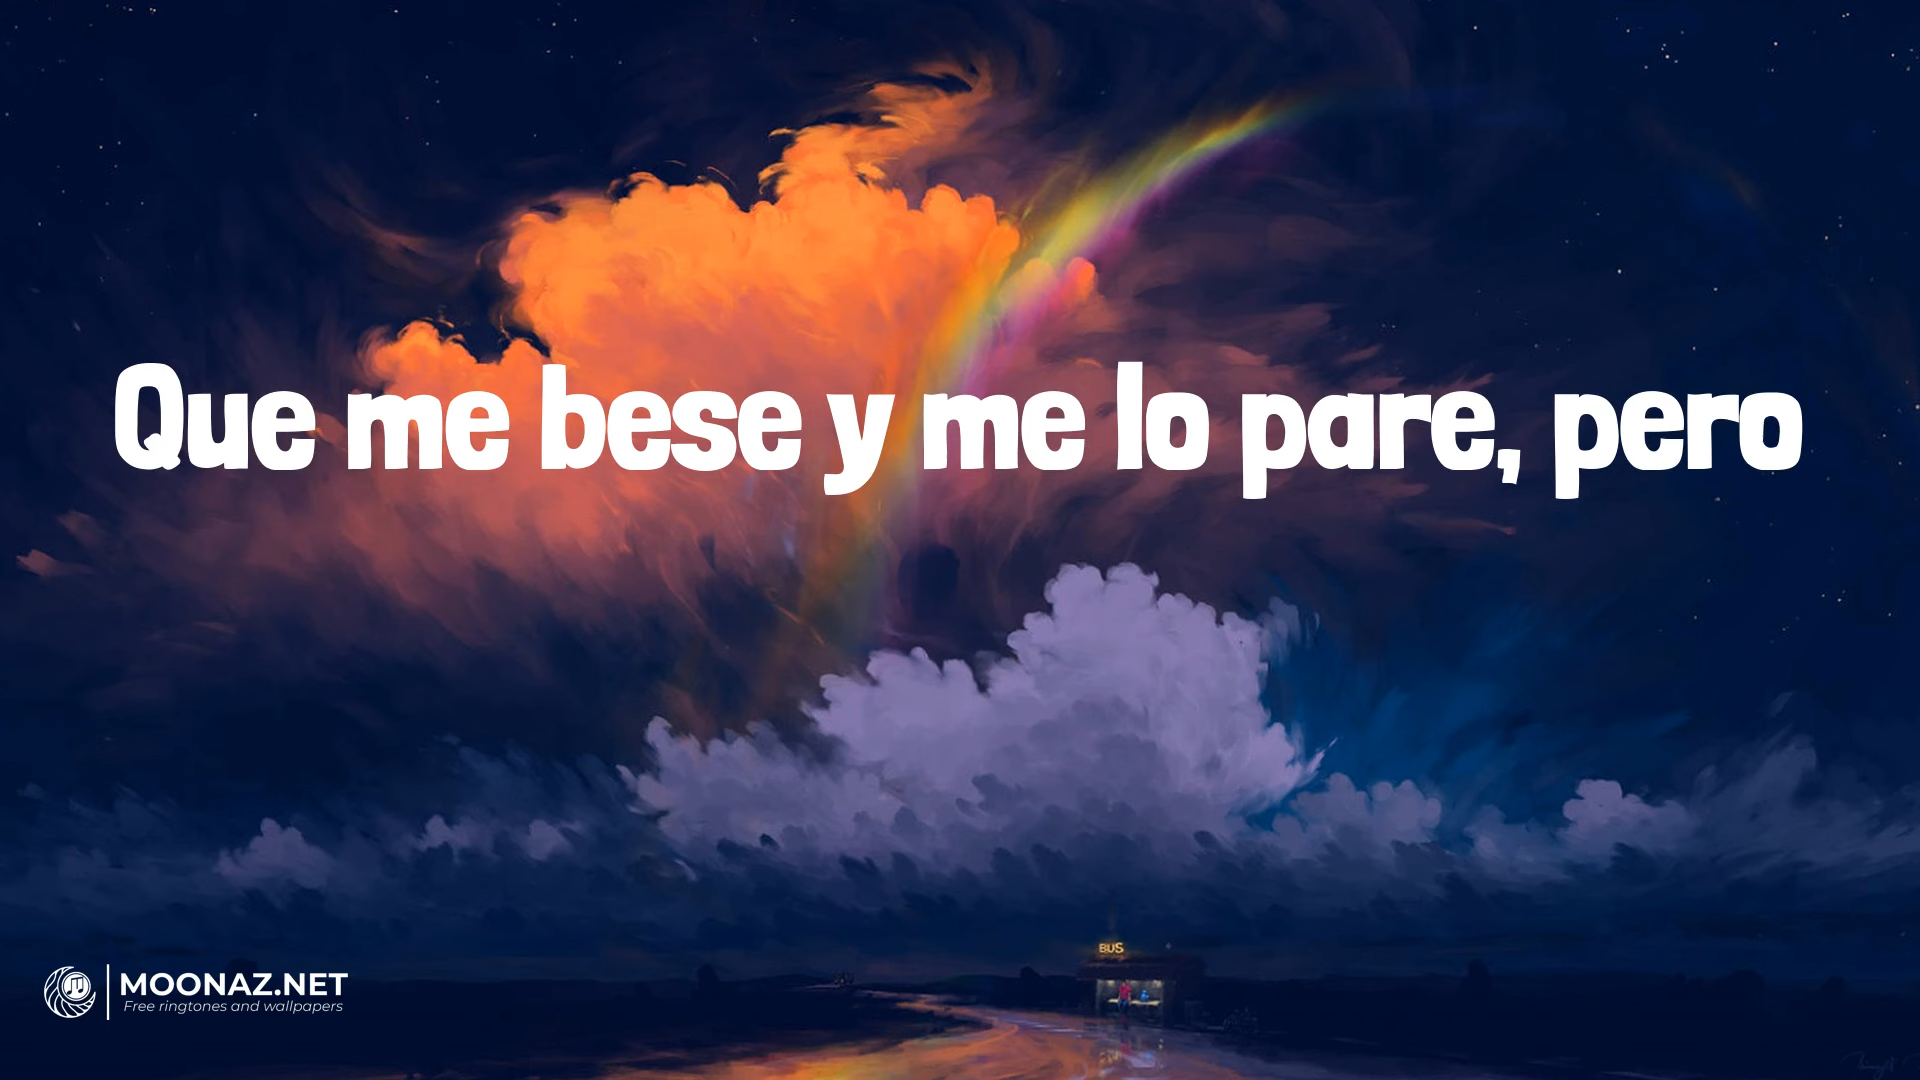 Que me bese y me lo pare, pero
BUS
MOONAZ.NET
Free ringtones and wallpapers